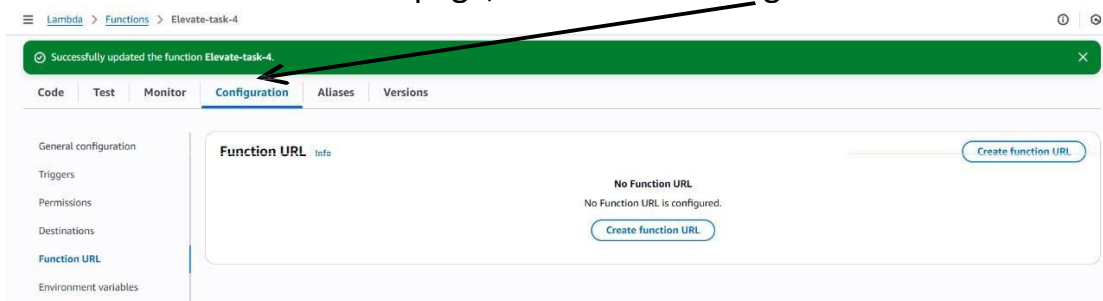 page,
Lambda > Functions > Elevate-task-4
Successfully updated the function Elevate-task-4.
Code Test Monitor Configuration Aliases Versions
General configuration
Triggers
Permissions
Destinations
Function URL
Environment variables
Function URL Info
Create function URL
No Function URL
No Function URL is configured.
Create function URL